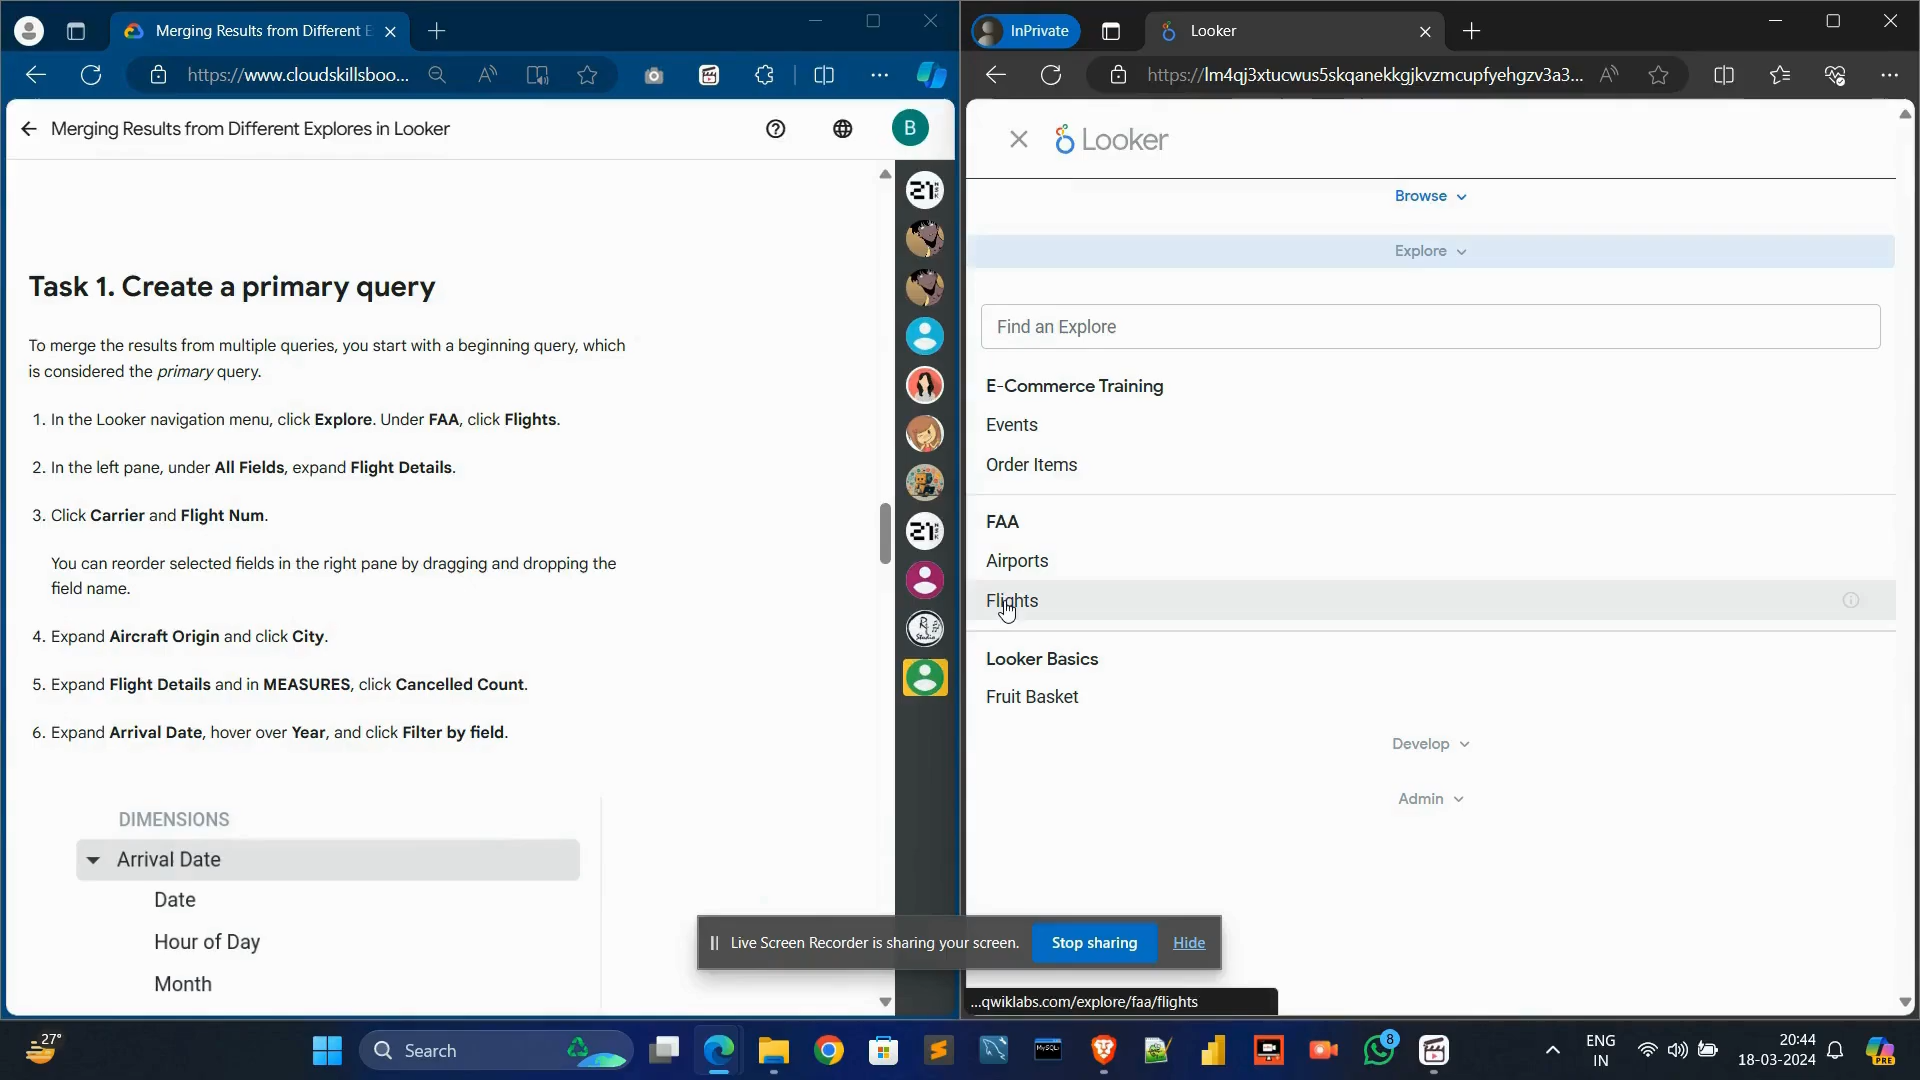 Merging Results from Different E
https://www.cloudskillsboo...
Merging Results from Different Explores in Looker
B
Task 1. Create a primary query
To merge the results from multiple queries, you start with a beginning query, which
is considered the primary query.
1. In the Looker navigation menu, click Explore. Under FAA, click Flights.
2. In the left pane, under All Fields, expand Flight Details.
3. Click Carrier and Flight Num.
You can reorder selected fields in the right pane by dragging and dropping the
field name.
4. Expand Aircraft Origin and click City.
5. Expand Flight Details and in MEASURES, click Cancelled Count.
6. Expand Arrival Date, hover over Year, and click Filter by field.
DIMENSIONS
Arrival Date
Date
Hour of Day
Month
InPrivate
Looker
https://lm4qj3xtucwus5skqanekkgjkvzmcupfyehgzv3a3...
Looker
Browse
Explore
Find an Explore
E-Commerce Training
Events
Order Items
FAA
Airports
Flights
Looker Basics
Fruit Basket
Develop
Admin
Live Screen Recorder is sharing your screen.
Stop sharing
Hide
...qwiklabs.com/explore/faa/flights
27°
Search
8
ENG
IN
20:44
18-03-2024
PRE